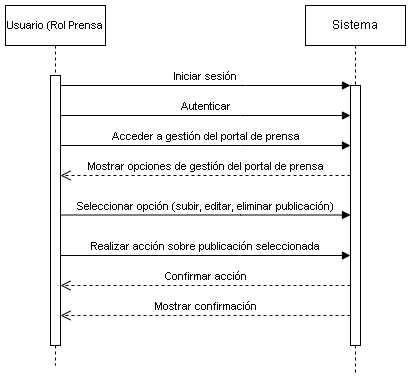 Usuario (Rol Prensa
Sistema
Iniciar sesión
Autenticar
Acceder a gestión del portal de prensa
Mostrar opciones de gestión del portal de prensa
Seleccionar opción (subir, editar, eliminar publicación)
Realizar acción sobre publicación seleccionada
Confirmar acción
Mostrar confirmación